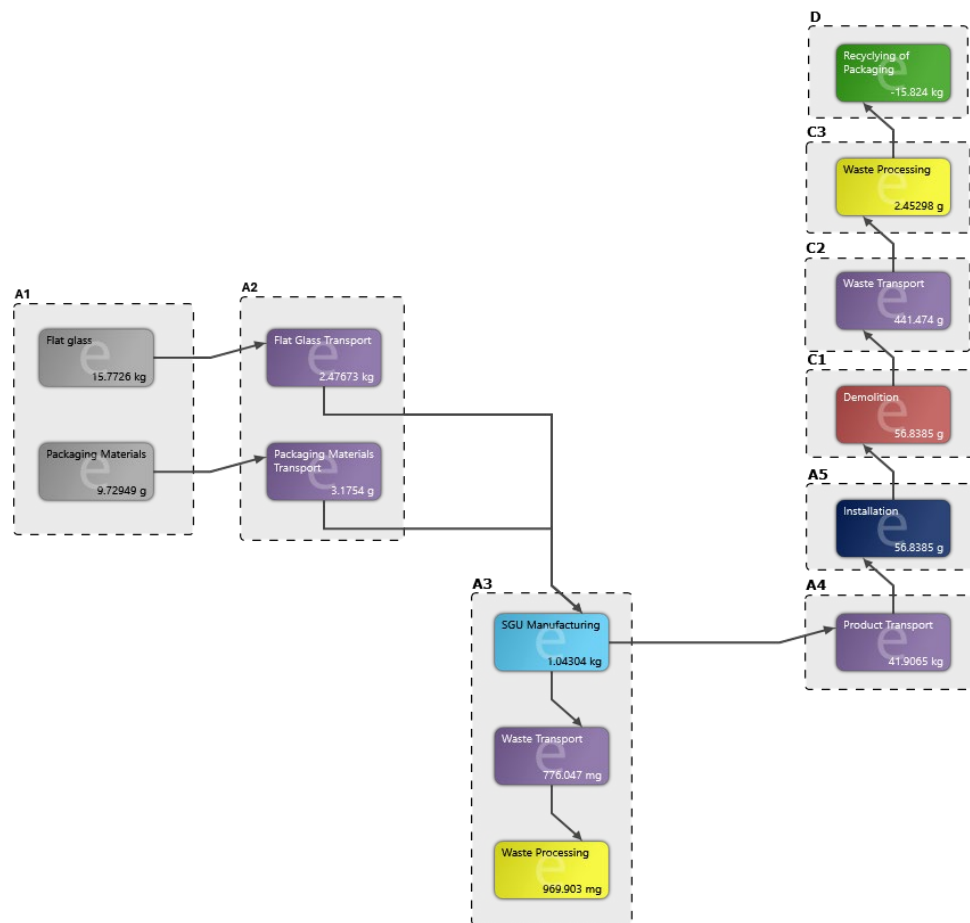 A1
Flat glass
15.7726 kg
Packaging Materials
9.72949 g
A2
Flat Glass Transport
2.47673 kg
Packaging Materials
Transport
3.1754 g
A3
SGU Manufacturing
1.04304 kg
Waste Transport
776.047 mg
Waste Processing
969.903 mg
A4
Product Transport
41.9065 kg
A5
Installation
56.8385 g
C1
Demolition
56.8385 g
C2
Waste Transport
441.474 g
C3
Waste Processing
2.45298 g
D
Recyclying of
Packaging
-15.824 kg